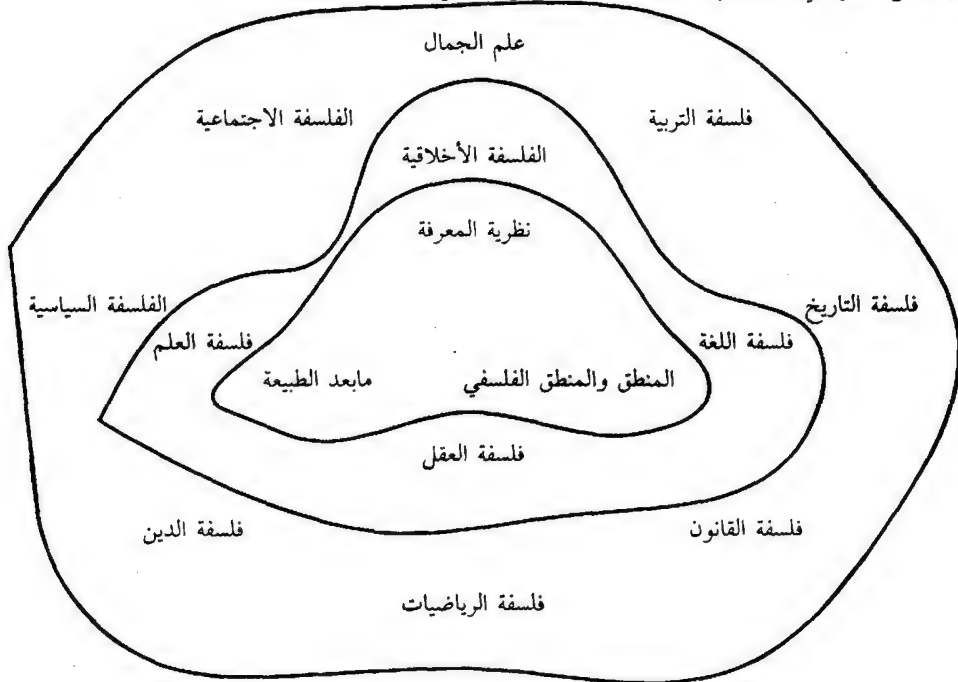 علم الجمال
فلسفة التربية
الفلسفة الاجتماعية
الفلسفة الأخلاقية
نظرية المعرفة
فلسفة التاريخ
الفلسفة السياسية
فلسفة اللغة
فلسفة العلم
المنطق والمنطق الفلسفي
مابعد الطبيعة
فلسفة العقل
فلسفة القانون
فلسفة الدين
فلسفة الرياضيات